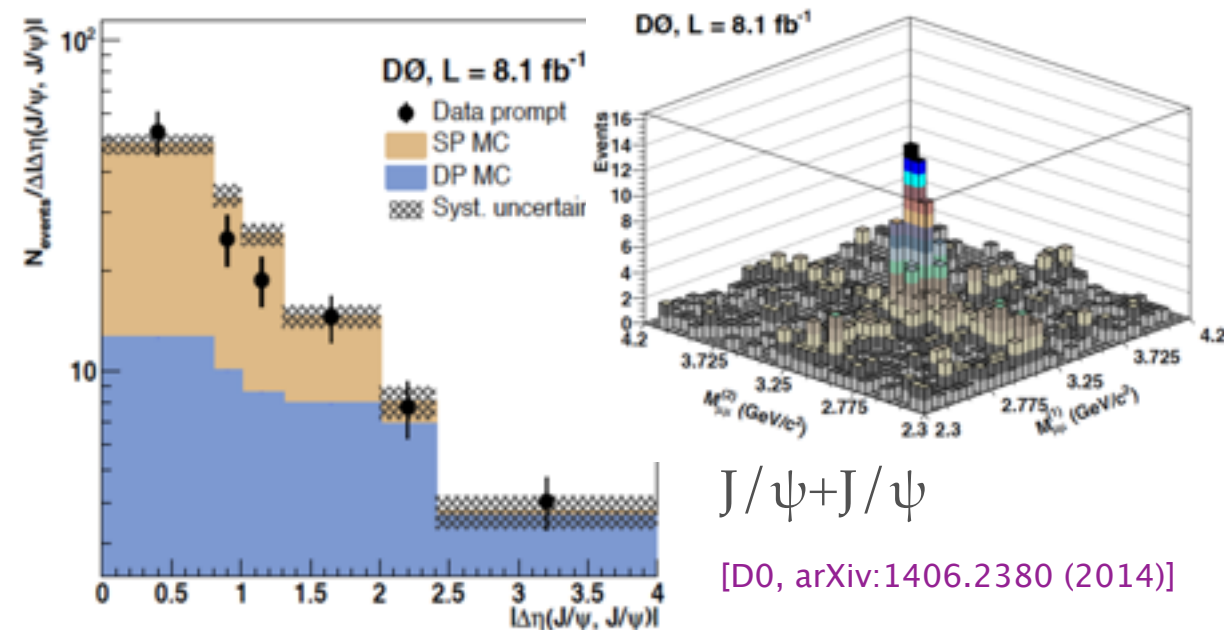 DØ, L = 8.1 fb⁻¹
Data prompt
SP MC
DP MC
Syst. uncertain
N_events/Δ|Δη(J/ψ, J/ψ)|
10²
10
0 0.5 1 1.5 2 2.5 3 3.5 4
|Δη(J/ψ, J/ψ)|
DØ, L = 8.1 fb⁻¹
Events
16
14
12
10
8
6
4
2
0
4.2 3.725 3.25 2.775 2.3
M_μμ^(2) (GeV/c²)
2.3 2.775 3.25 3.725 4.2
M_μμ^(1) (GeV/c²)
J/ψ+J/ψ
[D0, arXiv:1406.2380 (2014)]